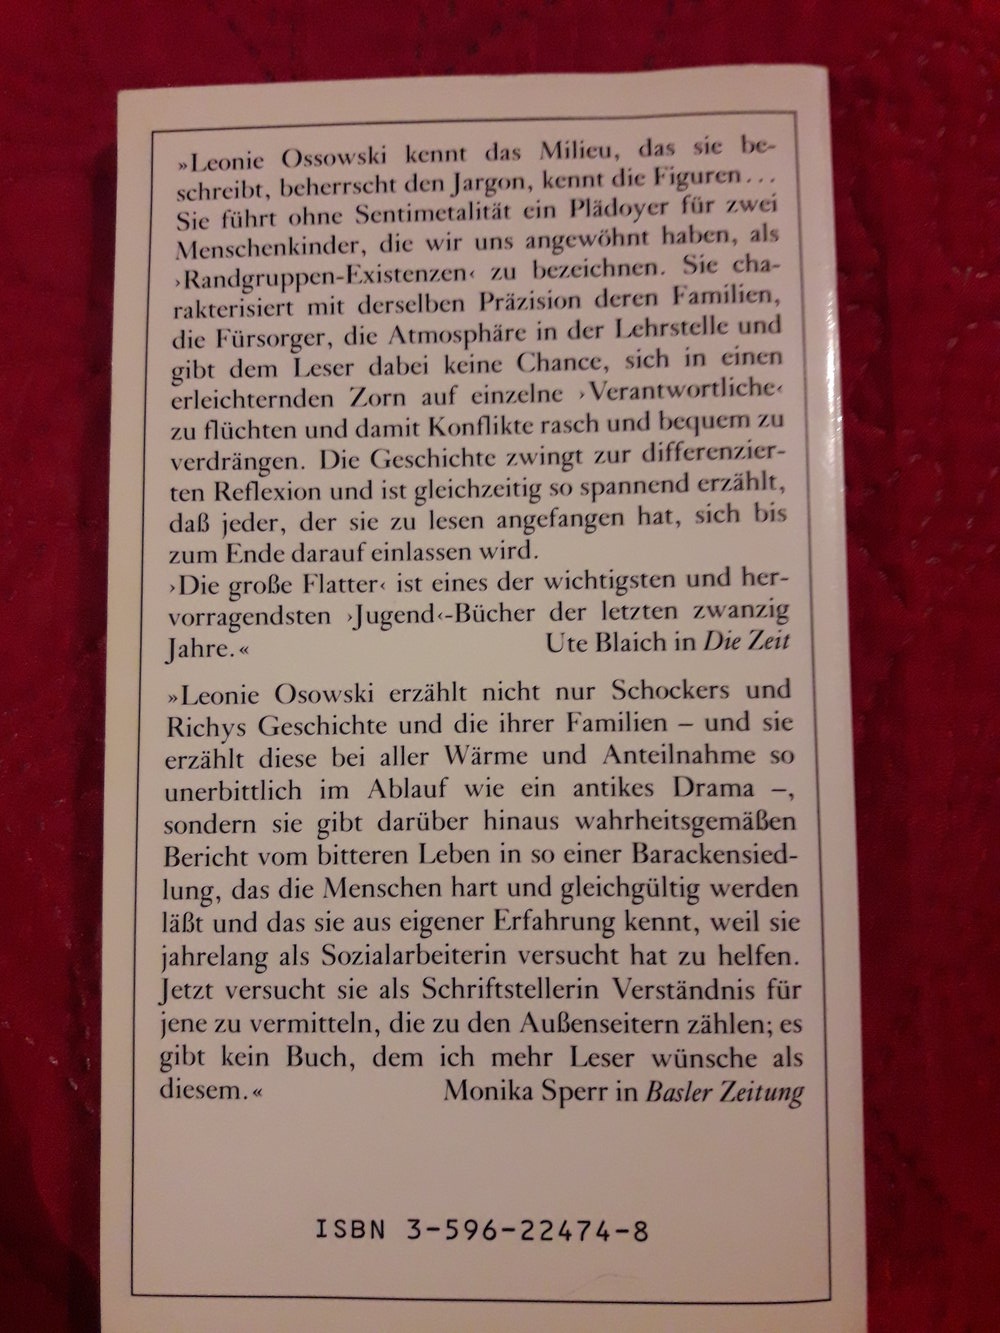 »Leonie Ossowski kennt das Milieu, das sie be-
schreibt, beherrscht den Jargon, kennt die Figuren...
Sie führt ohne Sentimetalität ein Plädoyer für zwei
Menschenkinder, die wir uns angewöhnt haben, als
›Randgruppen-Existenzen‹ zu bezeichnen. Sie cha-
rakterisiert mit derselben Präzision deren Familien,
die Fürsorger, die Atmosphäre in der Lehrstelle und
gibt dem Leser dabei keine Chance, sich in einen
erleichternden Zorn auf einzelne ›Verantwortliche‹
zu flüchten und damit Konflikte rasch und bequem zu
verdrängen. Die Geschichte zwingt zur differenzier-
ten Reflexion und ist gleichzeitig so spannend erzählt,
daß jeder, der sie zu lesen angefangen hat, sich bis
zum Ende darauf einlassen wird.
›Die große Flatter‹ ist eines der wichtigsten und her-
vorragendsten ›Jugend‹-Bücher der letzten zwanzig
Jahre.« Ute Blaich in Die Zeit
»Leonie Osowski erzählt nicht nur Schockers und
Richys Geschichte und die ihrer Familien – und sie
erzählt diese bei aller Wärme und Anteilnahme so
unerbittlich im Ablauf wie ein antikes Drama –,
sondern sie gibt darüber hinaus wahrheitsgemäßen
Bericht vom bitteren Leben in so einer Barackensied-
lung, das die Menschen hart und gleichgültig werden
läßt und das sie aus eigener Erfahrung kennt, weil sie
jahrelang als Sozialarbeiterin versucht hat zu helfen.
Jetzt versucht sie als Schriftstellerin Verständnis für
jene zu vermitteln, die zu den Außenseitern zählen; es
gibt kein Buch, dem ich mehr Leser wünsche als
diesem.« Monika Sperr in Basler Zeitung
ISBN 3-596-22474-8